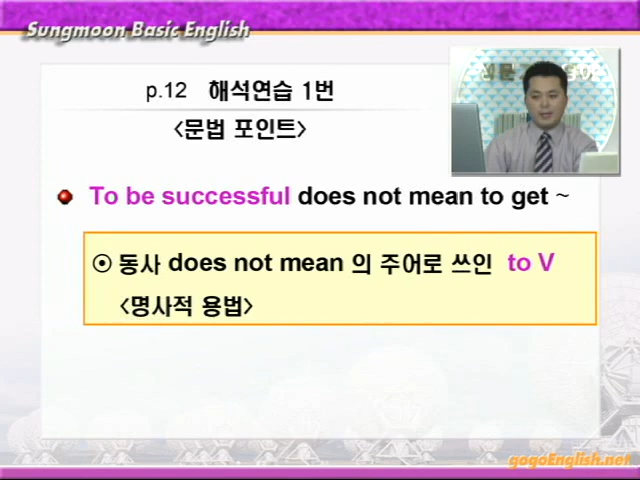 Sungmoon Basic English
p.12 해석연습 1번
<문법 포인트>
To be successful does not mean to get ~
⊙ 동사 does not mean 의 주어로 쓰인 to V
<명사적 용법>
gogoEnglish.net